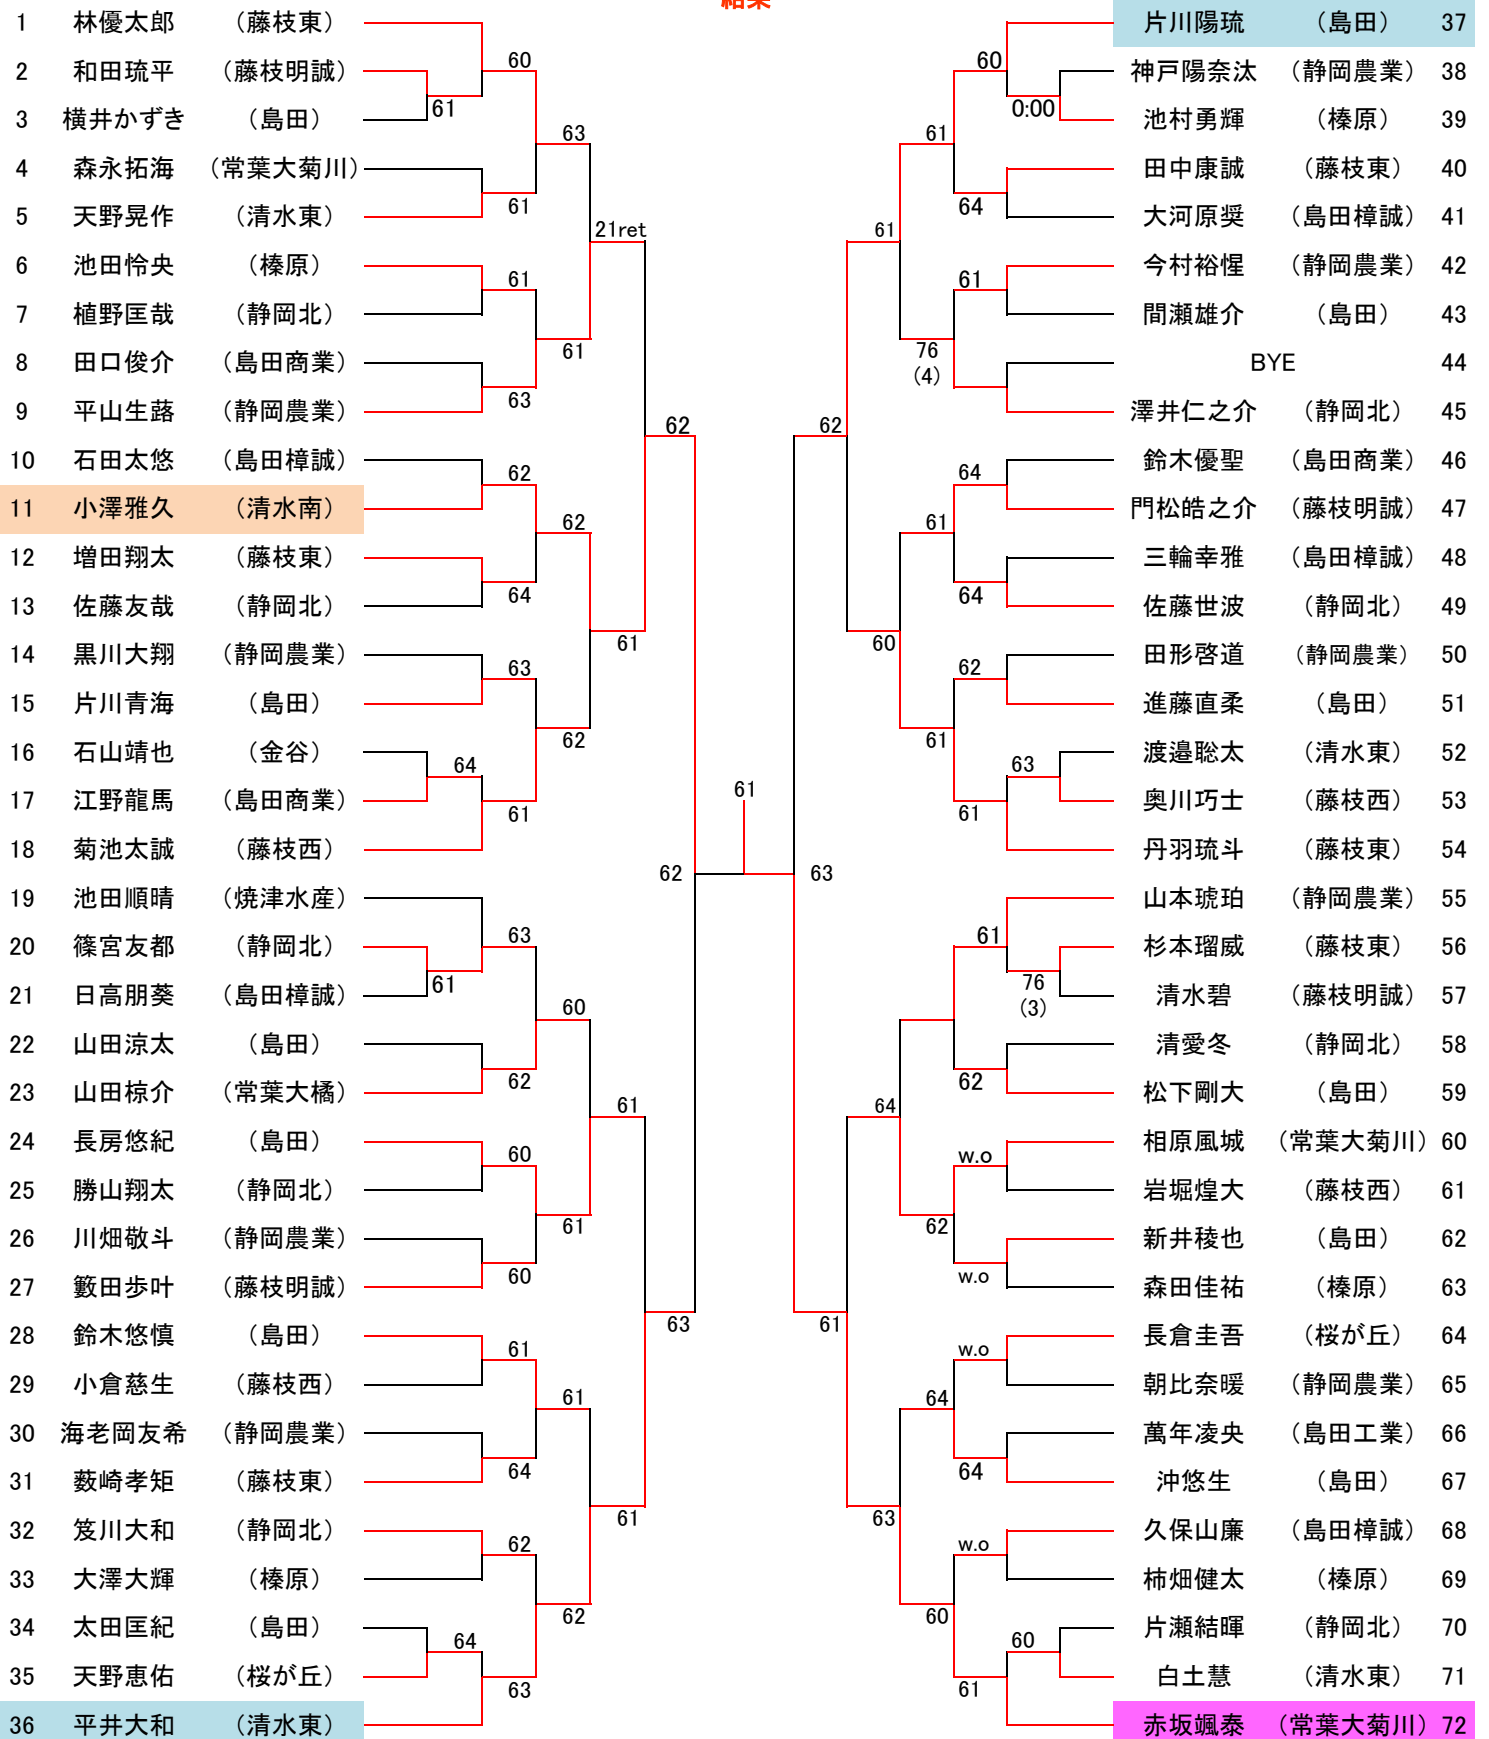 結果
1 林優太郎 （藤枝東）
2 和田琉平 （藤枝明誠）
3 横井かずき （島田）
4 森永拓海 （常葉大菊川）
5 天野晃作 （清水東）
6 池田怜央 （榛原）
7 植野匡哉 （静岡北）
8 田口俊介 （島田商業）
9 平山生蕗 （静岡農業）
10 石田太悠 （島田樟誠）
11 小澤雅久 （清水南）
12 増田翔太 （藤枝東）
13 佐藤友哉 （静岡北）
14 黒川大翔 （静岡農業）
15 片川青海 （島田）
16 石山靖也 （金谷）
17 江野龍馬 （島田商業）
18 菊池太誠 （藤枝西）
19 池田順晴 （焼津水産）
20 篠宮友都 （静岡北）
21 日高朋葵 （島田樟誠）
22 山田涼太 （島田）
23 山田椋介 （常葉大橘）
24 長房悠紀 （島田）
25 勝山翔太 （静岡北）
26 川畑敬斗 （静岡農業）
27 籔田歩叶 （藤枝明誠）
28 鈴木悠慎 （島田）
29 小倉慈生 （藤枝西）
30 海老岡友希 （静岡農業）
31 薮崎孝矩 （藤枝東）
32 笈川大和 （静岡北）
33 大澤大輝 （榛原）
34 太田匡紀 （島田）
35 天野恵佑 （桜が丘）
36 平井大和 （清水東）
60
61
63
61
21ret
61
61
63
62
62
62
64
61
63
62
64
61
62
63
61
60
62
61
60
61
60
63
61
61
64
61
62
62
64
63
61
63
60
0:00
61
64
61
61
76
（4）
62
64
61
64
60
62
61
63
61
61
76
（3）
62
64
w.o
62
w.o
61
w.o
64
64
63
w.o
60
60
61
片川陽琉 （島田） 37
神戸陽奈汰 （静岡農業） 38
池村勇輝 （榛原） 39
田中康誠 （藤枝東） 40
大河原奨 （島田樟誠） 41
今村裕惺 （静岡農業） 42
間瀬雄介 （島田） 43
BYE 44
澤井仁之介 （静岡北） 45
鈴木優聖 （島田商業） 46
門松皓之介 （藤枝明誠） 47
三輪幸雅 （島田樟誠） 48
佐藤世波 （静岡北） 49
田形啓道 （静岡農業） 50
進藤直柔 （島田） 51
渡邉聡太 （清水東） 52
奥川巧士 （藤枝西） 53
丹羽琉斗 （藤枝東） 54
山本琥珀 （静岡農業） 55
杉本瑠威 （藤枝東） 56
清水碧 （藤枝明誠） 57
清愛冬 （静岡北） 58
松下剛大 （島田） 59
相原風城 （常葉大菊川） 60
岩堀煌大 （藤枝西） 61
新井稜也 （島田） 62
森田佳祐 （榛原） 63
長倉圭吾 （桜が丘） 64
朝比奈暖 （静岡農業） 65
萬年凌央 （島田工業） 66
沖悠生 （島田） 67
久保山廉 （島田樟誠） 68
柿畑健太 （榛原） 69
片瀬結暉 （静岡北） 70
白土慧 （清水東） 71
赤坂颯泰 （常葉大菊川） 72